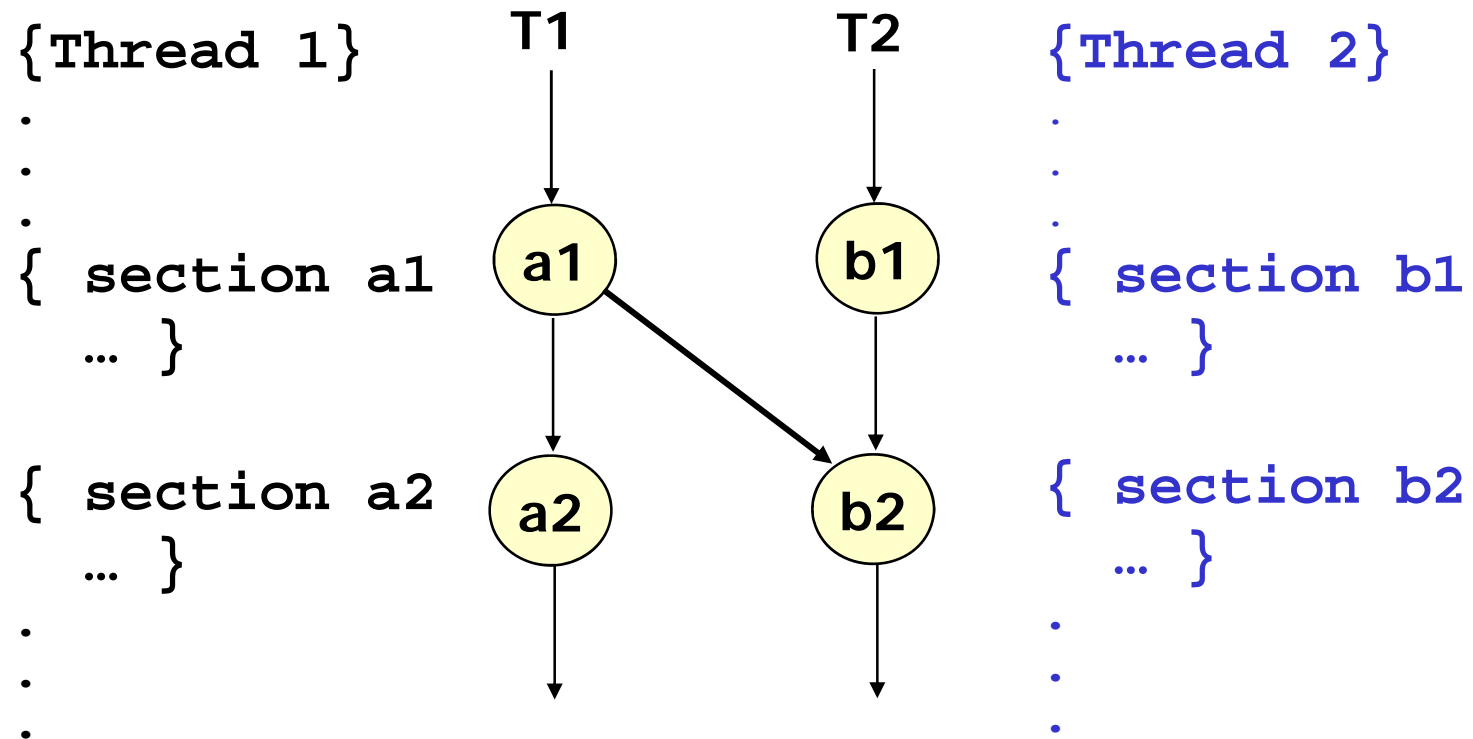 {Thread 1}
.
.
.
{ section a1
… }
{ section a2
… }
.
.
.
T1
a1
a2
T2
b1
b2
{Thread 2}
.
.
.
{ section b1
… }
{ section b2
… }
.
.
.